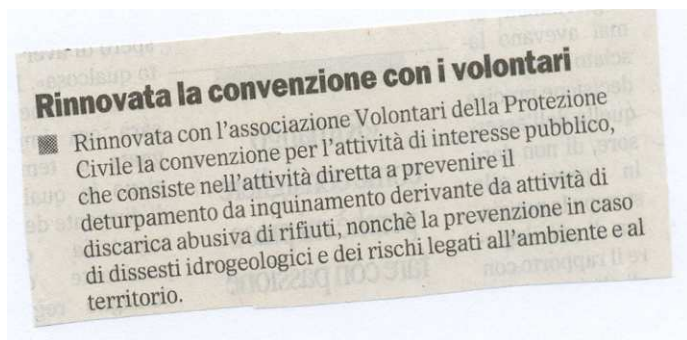 Rinnovata la convenzione con i volontari
Rinnovata con l'associazione Volontari della Protezione
Civile la convenzione per l'attività di interesse pubblico,
che consiste nell'attività diretta a prevenire il
deturpamento da inquinamento derivante da attività di
discarica abusiva di rifiuti, nonchè la prevenzione in caso
di dissesti idrogeologici e dei rischi legati all'ambiente e al
territorio.